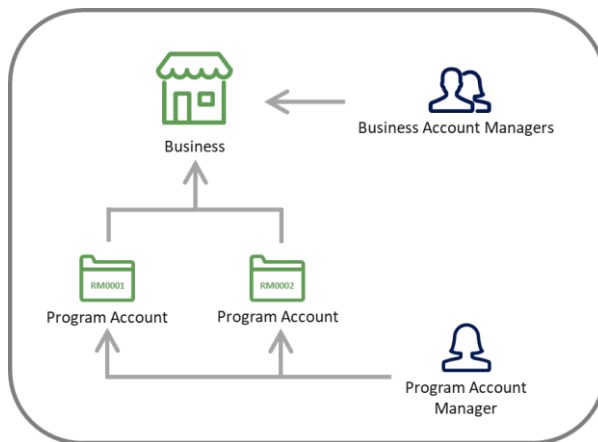 Business
Business Account Managers
RM0001
RM0002
Program Account
Program Account
Program Account
Manager